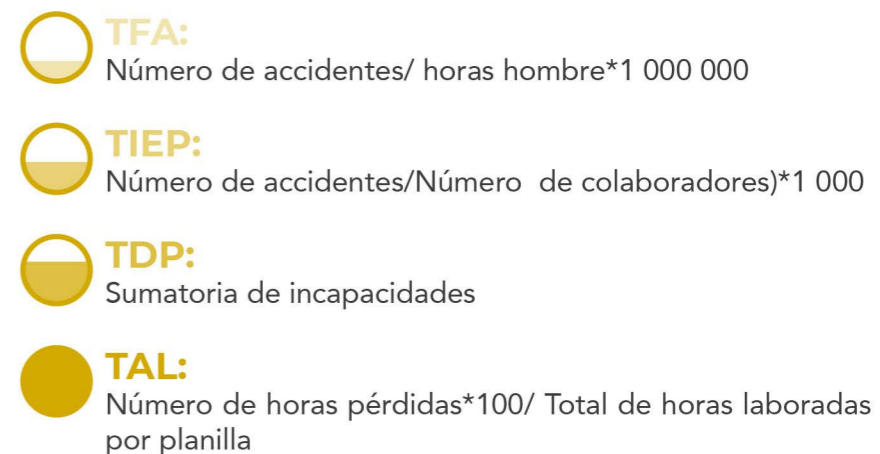 TFA:
Número de accidentes/ horas hombre*1 000 000
TIEP:
Número de accidentes/Número de colaboradores)*1 000
TDP:
Sumatoria de incapacidades
TAL:
Número de horas pérdidas*100/ Total de horas laboradas
por planilla